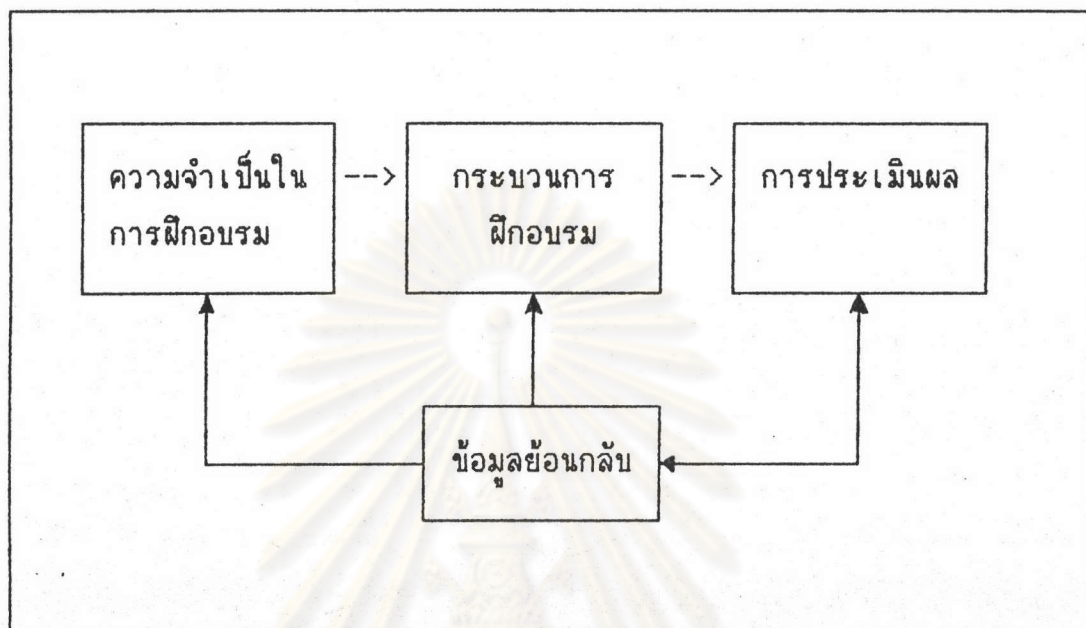 ความจำเป็นใน --> กระบวนการ --> การประเมินผล
การฝึกอบรม ฝึกอบรม
ข้อมูลย้อนกลับ